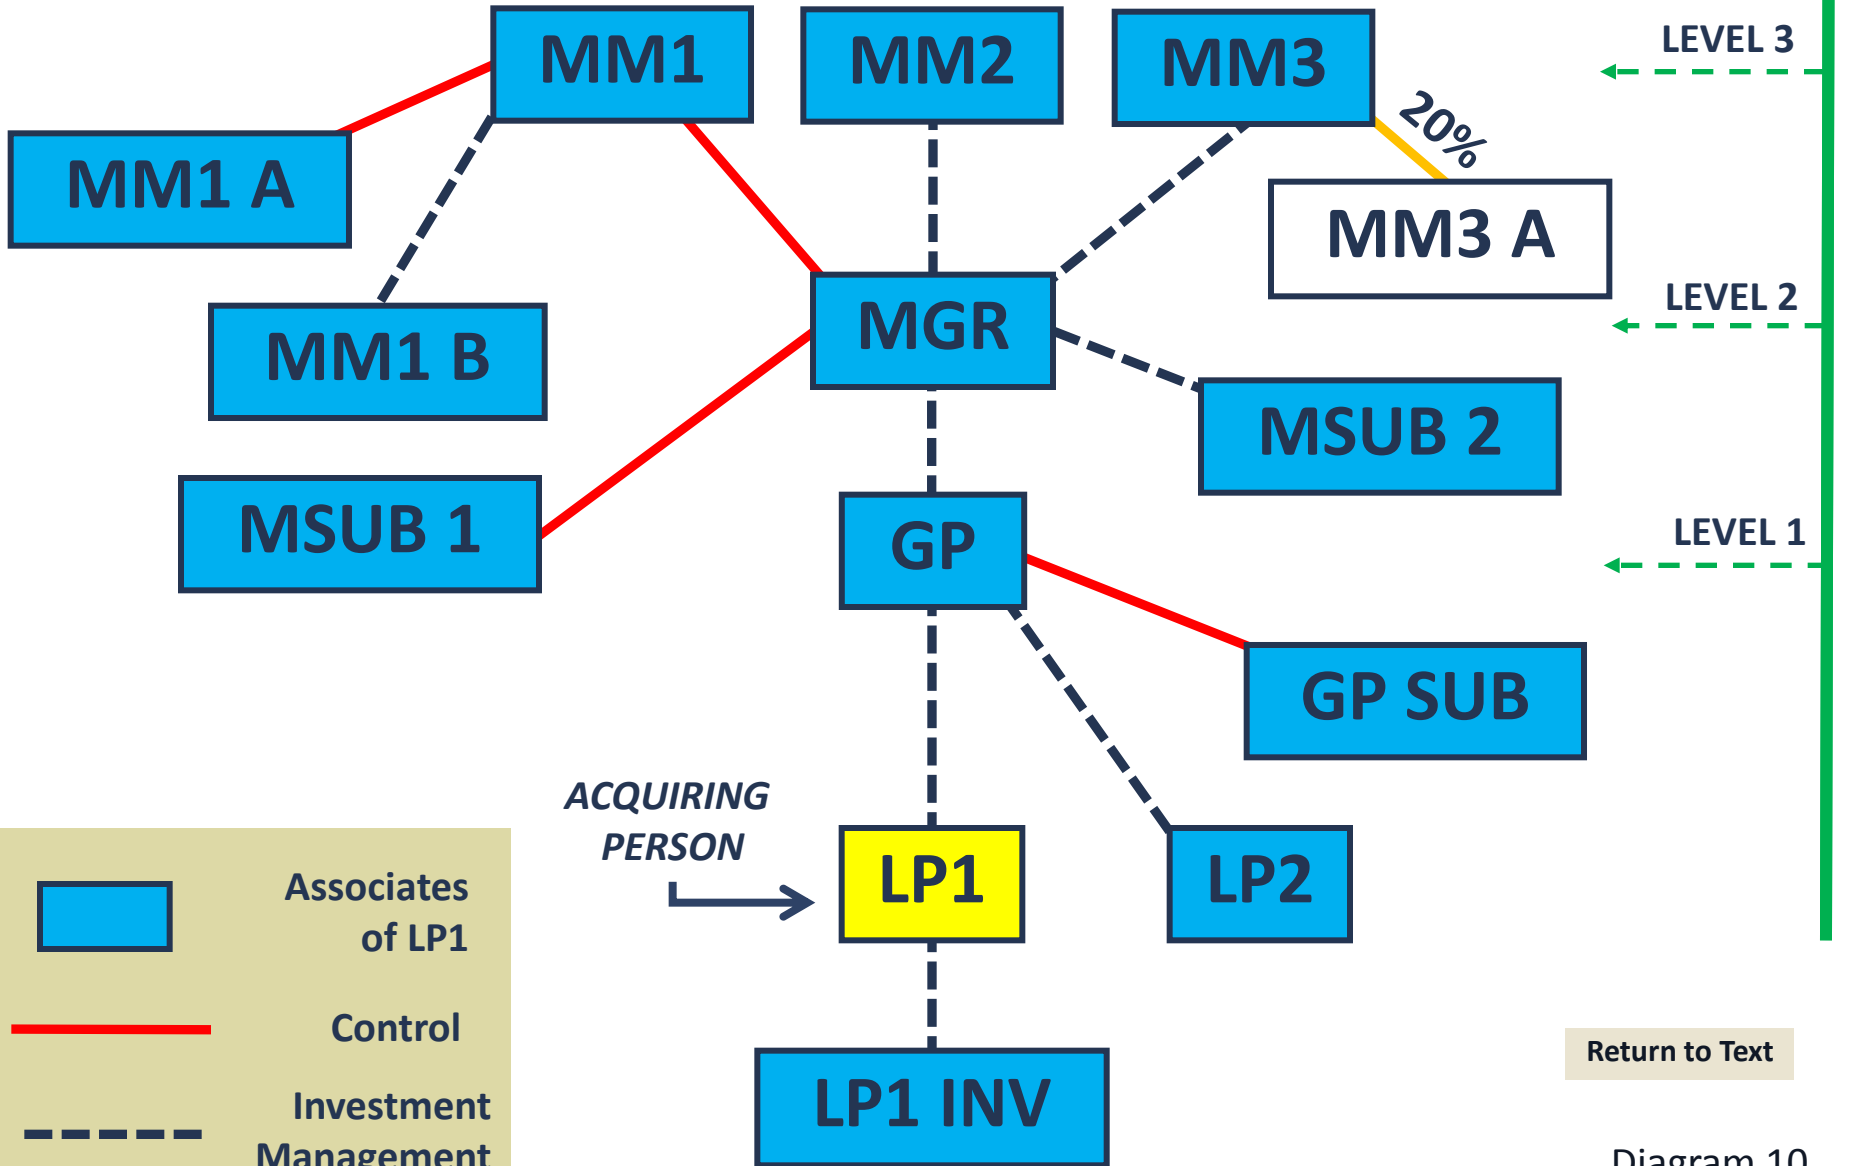 MM1
MM2
MM3
LEVEL 3
20%
MM1 A
MM3 A
LEVEL 2
MGR
MM1 B
MSUB 2
MSUB 1
GP
LEVEL 1
GP SUB
ACQUIRING
PERSON
LP1
LP2
Associates
of LP1
Control
Return to Text
LP1 INV
Investment
Management
Diagram 10